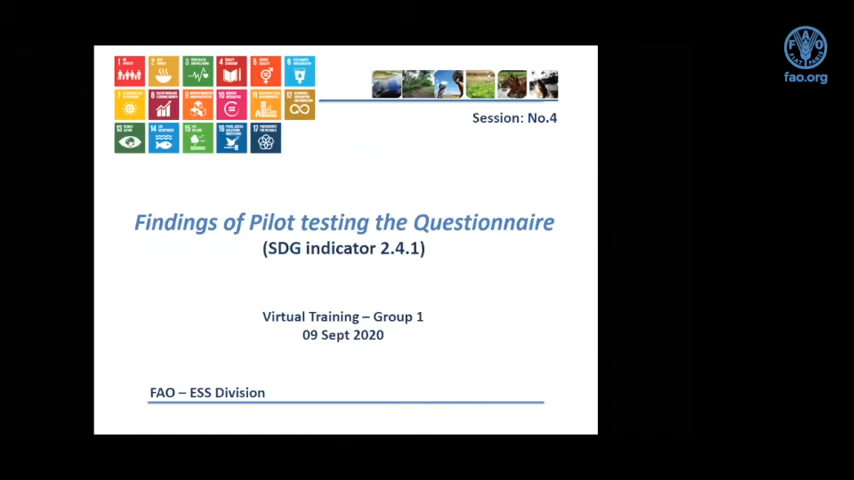 fao.org
Session: No.4
Findings of Pilot testing the Questionnaire
(SDG indicator 2.4.1)
Virtual Training – Group 1
09 Sept 2020
FAO – ESS Division